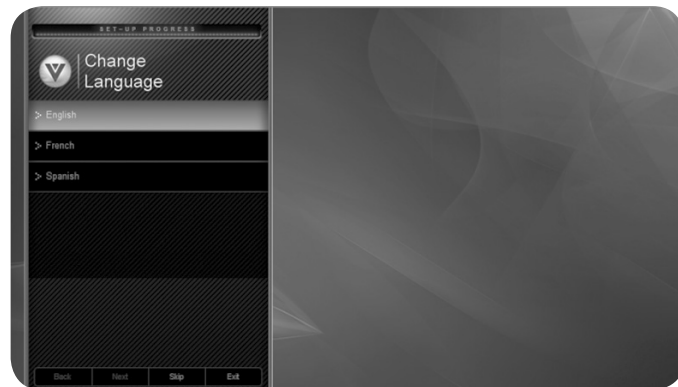 SET-UP PROGRESS
Change
Language
> English
> French
> Spanish
Back Next Skip Exit